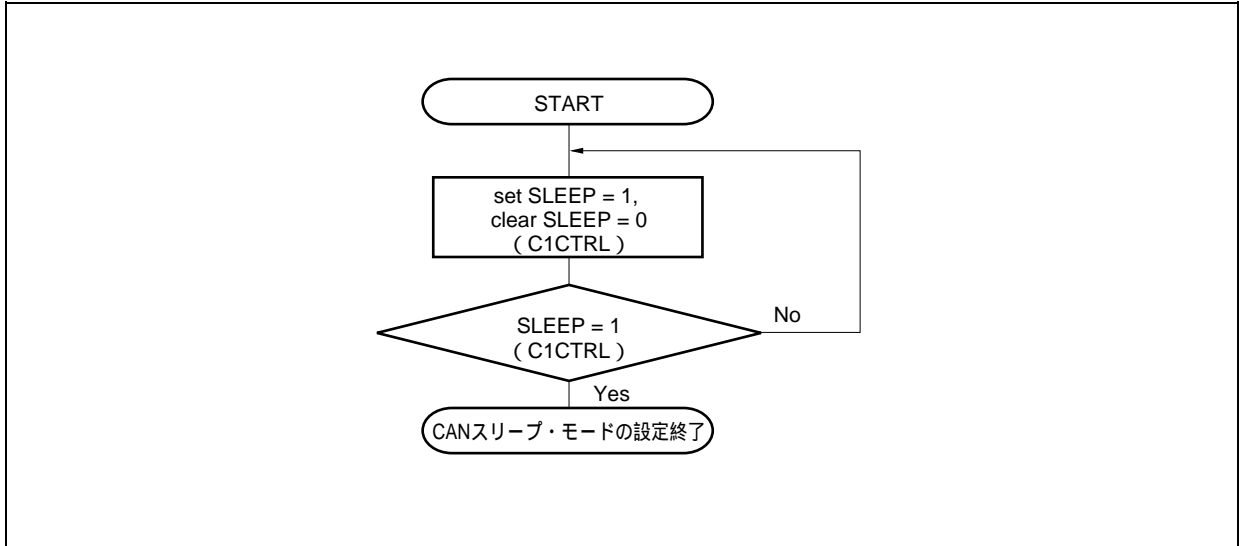 START
set SLEEP = 1,
clear SLEEP = 0
（C1CTRL）
SLEEP = 1
（C1CTRL）
No
Yes
CANスリープ・モードの設定終了